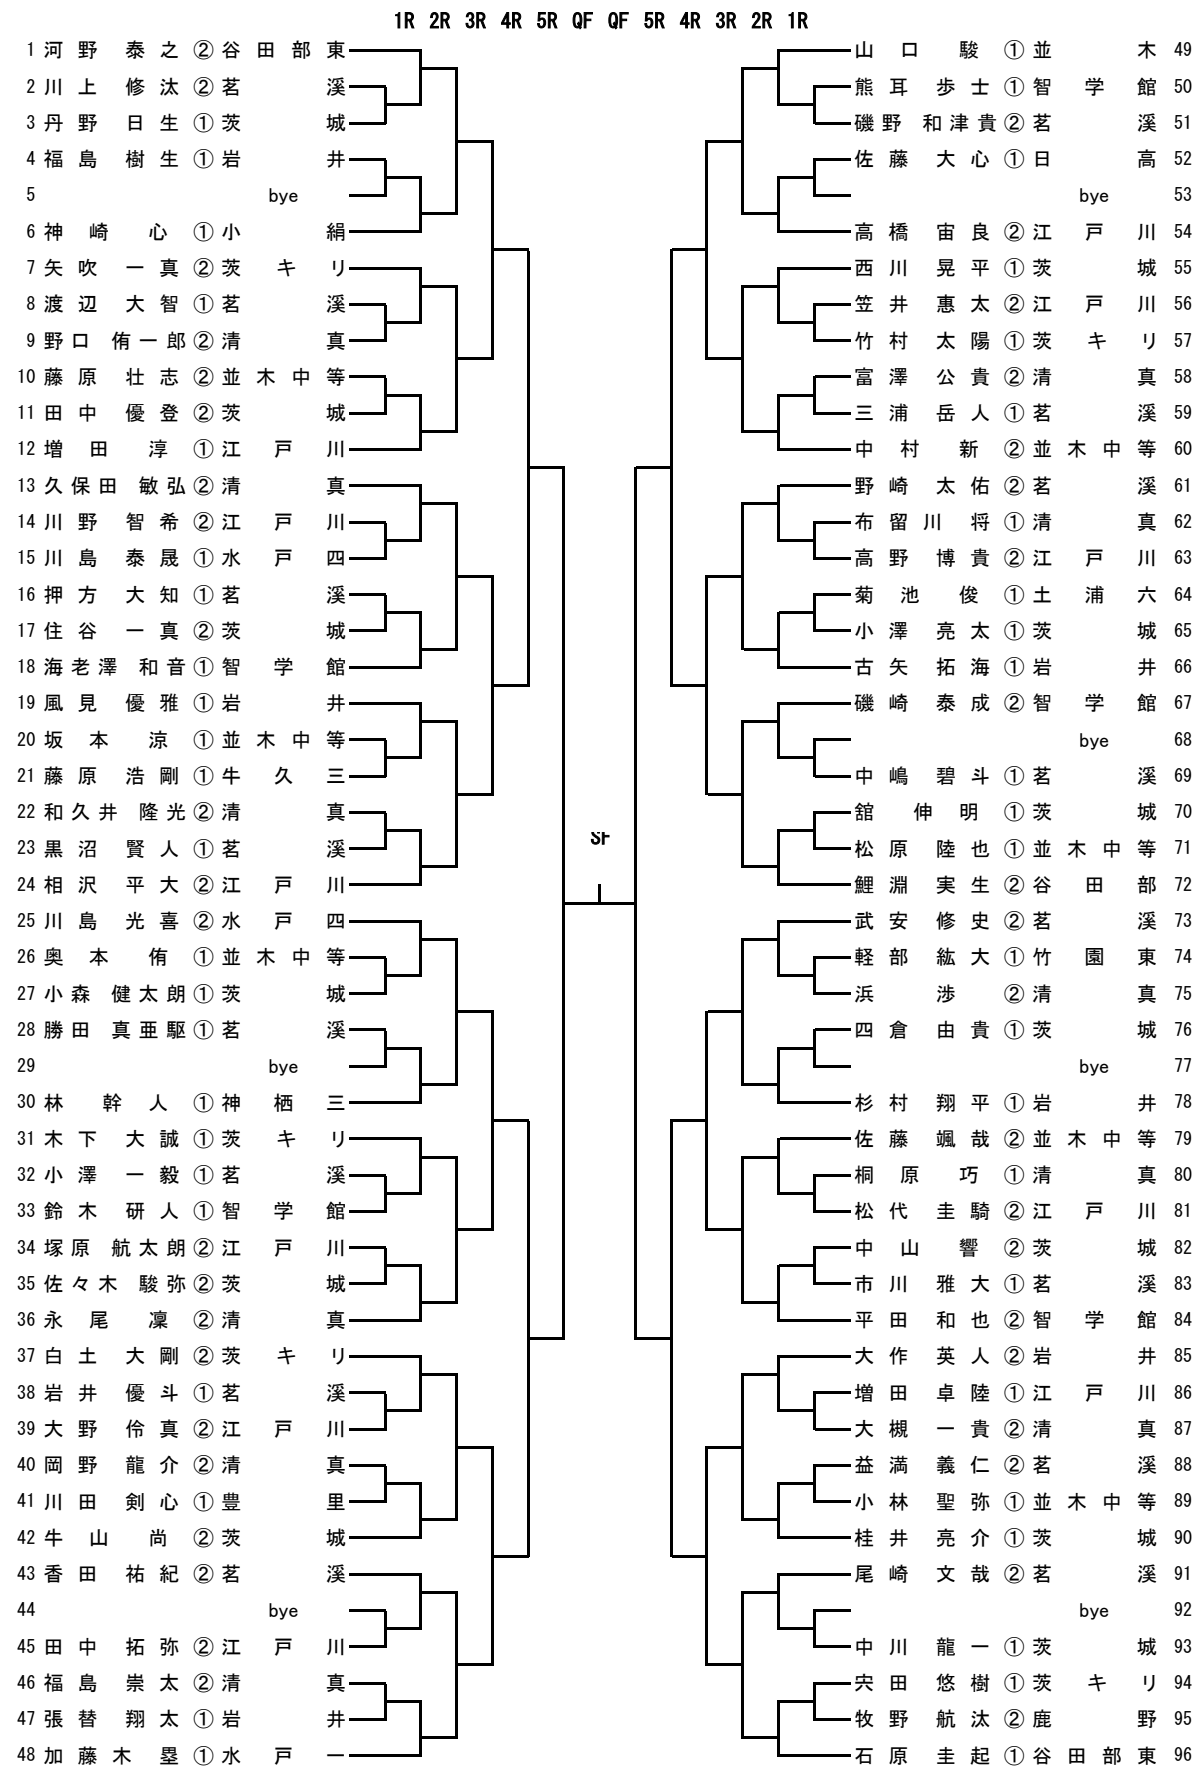 1R 2R 3R 4R 5R QF QF 5R 4R 3R 2R 1R
1 河野 泰之 ② 谷田部東
2 川上 修汰 ② 茗溪
3 丹野 日生 ① 茨城
4 福島 樹生 ① 岩井
5 bye
6 神崎 心 ① 小絹
7 矢吹 一真 ② 茨キリ
8 渡辺 大智 ① 茗溪
9 野口 侑一郎 ② 清真
10 藤原 壮志 ② 並木中等
11 田中 優登 ② 茨城
12 増田 淳 ① 江戸川
13 久保田 敏弘 ② 清真
14 川野 智希 ② 江戸川
15 川島 泰晟 ① 水戸四
16 押方 大知 ① 茗溪
17 住谷 一真 ② 茨城
18 海老澤 和音 ① 智学館
19 風見 優雅 ① 岩井
20 坂本 涼 ① 並木中等
21 藤原 浩剛 ① 牛久三
22 和久井 隆光 ② 清真
23 黒沼 賢人 ① 茗溪
24 相沢 平大 ② 江戸川
25 川島 光喜 ② 水戸四
26 奥本 侑 ① 並木中等
27 小森 健太朗 ① 茨城
28 勝田 真亜駆 ① 茗溪
29 bye
30 林 幹人 ① 神栖三
31 木下 大誠 ① 茨キリ
32 小澤 一毅 ① 茗溪
33 鈴木 研人 ① 智学館
34 塚原 航太朗 ② 江戸川
35 佐々木 駿弥 ② 茨城
36 永尾 凜 ② 清真
37 白土 大剛 ② 茨キリ
38 岩井 優斗 ① 茗溪
39 大野 伶真 ② 江戸川
40 岡野 龍介 ② 清真
41 川田 剣心 ① 豊里
42 牛山 尚 ② 茨城
43 香田 祐紀 ② 茗溪
44 bye
45 田中 拓弥 ② 江戸川
46 福島 崇太 ② 清真
47 張替 翔太 ① 岩井
48 加藤木 塁 ① 水戸一
SF
山口 駿 ① 並木 49
熊耳 歩士 ① 智学館 50
磯野 和津貴 ② 茗溪 51
佐藤 大心 ① 日高 52
bye 53
高橋 宙良 ② 江戸川 54
西川 晃平 ① 茨城 55
笠井 惠太 ② 江戸川 56
竹村 太陽 ① 茨キリ 57
富澤 公貴 ② 清真 58
三浦 岳人 ① 茗溪 59
中村 新 ② 並木中等 60
野崎 太佑 ② 茗溪 61
布留川 将 ① 清真 62
高野 博貴 ② 江戸川 63
菊池 俊 ① 土浦六 64
小澤 亮太 ① 茨城 65
古矢 拓海 ① 岩井 66
磯崎 泰成 ② 智学館 67
bye 68
中嶋 碧斗 ① 茗溪 69
舘 伸明 ① 茨城 70
松原 陸也 ① 並木中等 71
鯉淵 実生 ② 谷田部 72
武安 修史 ② 茗溪 73
軽部 紘大 ① 竹園東 74
浜 渉 ② 清真 75
四倉 由貴 ① 茨城 76
bye 77
杉村 翔平 ① 岩井 78
佐藤 颯哉 ② 並木中等 79
桐原 巧 ① 清真 80
松代 圭騎 ② 江戸川 81
中山 響 ② 茨城 82
市川 雅大 ① 茗溪 83
平田 和也 ② 智学館 84
大作 英人 ② 岩井 85
増田 卓陸 ① 江戸川 86
大槻 一貴 ② 清真 87
益満 義仁 ② 茗溪 88
小林 聖弥 ① 並木中等 89
桂井 亮介 ① 茨城 90
尾崎 文哉 ② 茗溪 91
bye 92
中川 龍一 ① 茨城 93
宍田 悠樹 ① 茨キリ 94
牧野 航汰 ② 鹿野 95
石原 圭起 ① 谷田部東 96